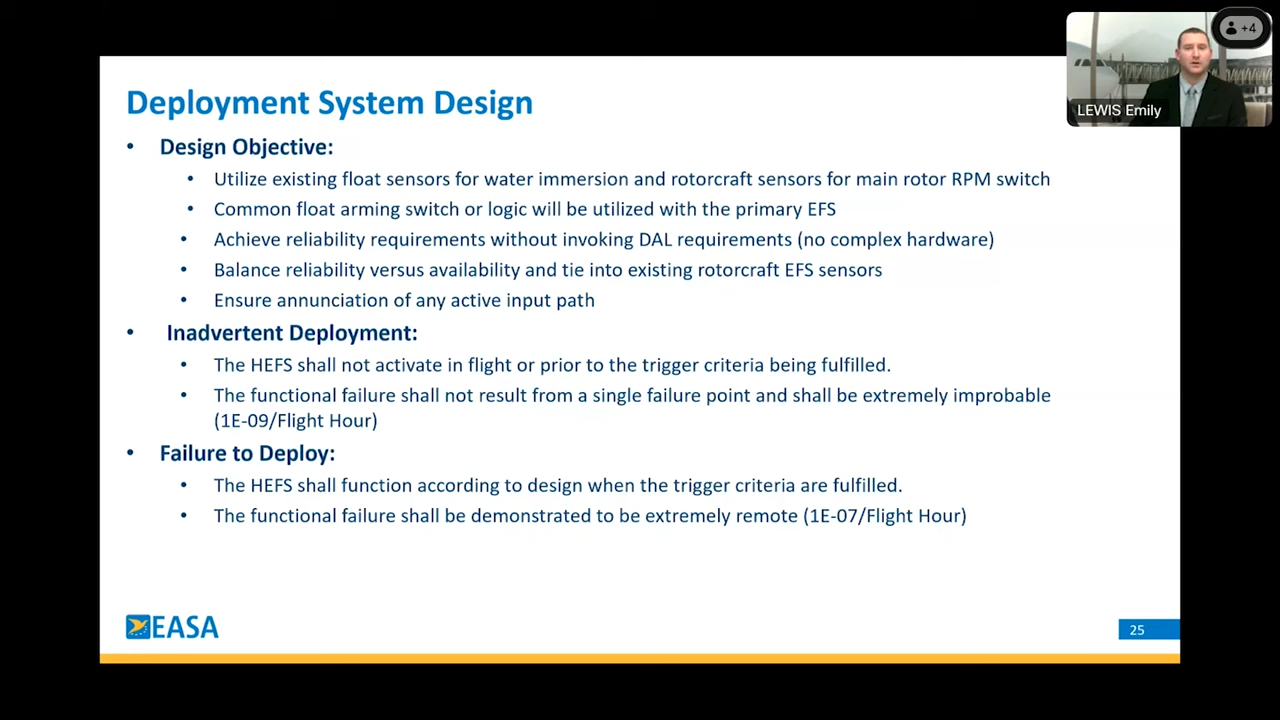 +4
LEWIS Emily
Deployment System Design
• Design Objective:
• Utilize existing float sensors for water immersion and rotorcraft sensors for main rotor RPM switch
• Common float arming switch or logic will be utilized with the primary EFS
• Achieve reliability requirements without invoking DAL requirements (no complex hardware)
• Balance reliability versus availability and tie into existing rotorcraft EFS sensors
• Ensure annunciation of any active input path
• Inadvertent Deployment:
• The HEFS shall not activate in flight or prior to the trigger criteria being fulfilled.
• The functional failure shall not result from a single failure point and shall be extremely improbable
(1E-09/Flight Hour)
• Failure to Deploy:
• The HEFS shall function according to design when the trigger criteria are fulfilled.
• The functional failure shall be demonstrated to be extremely remote (1E-07/Flight Hour)
EASA
25